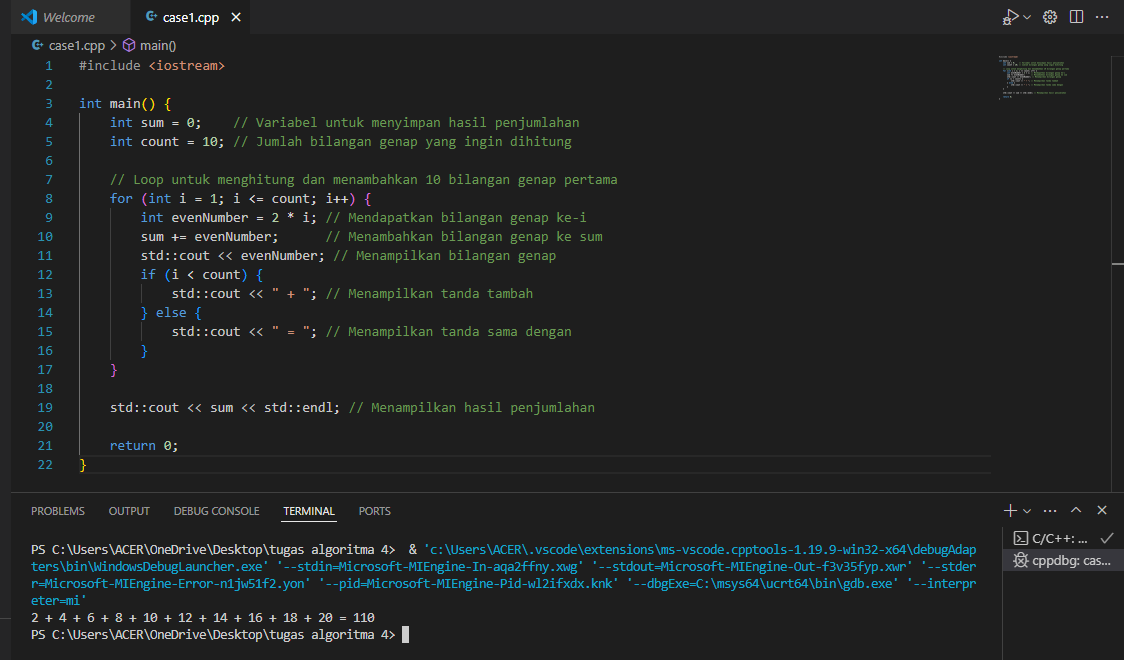 Welcome
case1.cpp
case1.cpp > main()
1 #include <iostream>
2
3 int main() {
4 int sum = 0; // Variabel untuk menyimpan hasil penjumlahan
5 int count = 10; // Jumlah bilangan genap yang ingin dihitung
6
7 // Loop untuk menghitung dan menambahkan 10 bilangan genap pertama
8 for (int i = 1; i <= count; i++) {
9 int evenNumber = 2 * i; // Mendapatkan bilangan genap ke-i
10 sum += evenNumber; // Menambahkan bilangan genap ke sum
11 std::cout << evenNumber; // Menampilkan bilangan genap
12 if (i < count) {
13 std::cout << " + "; // Menampilkan tanda tambah
14 } else {
15 std::cout << " = "; // Menampilkan tanda sama dengan
16 }
17 }
18
19 std::cout << sum << std::endl; // Menampilkan hasil penjumlahan
20
21 return 0;
22 }
PROBLEMS OUTPUT DEBUG CONSOLE TERMINAL PORTS
PS C:\Users\ACER\OneDrive\Desktop\tugas algoritma 4> & 'c:\Users\ACER\.vscode\extensions\ms-vscode.cpptools-1.19.9-win32-x64\debugAdap
ters\bin\WindowsDebugLauncher.exe' '--stdin=Microsoft-MIEngine-In-aqa2ffny.xwg' '--stdout=Microsoft-MIEngine-Out-f3v35fyp.xwr' '--stder
r=Microsoft-MIEngine-Error-n1jw51f2.yon' '--pid=Microsoft-MIEngine-Pid-wl2ifxdx.knk' '--dbgExe=C:\msys64\ucrt64\bin\gdb.exe' '--interpr
eter=mi'
2 + 4 + 6 + 8 + 10 + 12 + 14 + 16 + 18 + 20 = 110
PS C:\Users\ACER\OneDrive\Desktop\tugas algoritma 4>
C/C++: ...
cppdbg: cas...